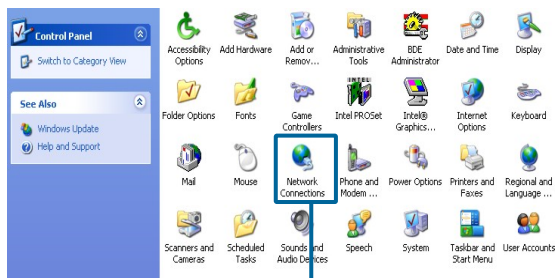 Control Panel
Switch to Category View
See Also
Windows Update
Help and Support
Accessibility
Options
Add Hardware
Add or
Remov...
Administrative
Tools
BDE
Administrator
Date and Time
Display
Folder Options
Fonts
Game
Controllers
Intel PROSet
Intel®
Graphics...
Internet
Options
Keyboard
Mail
Mouse
Network
Connections
Phone and
Modem ...
Power Options
Printers and
Faxes
Regional and
Language ...
Scanners and
Cameras
Scheduled
Tasks
Sounds and
Audio Devices
Speech
System
Taskbar and
Start Menu
User Accounts